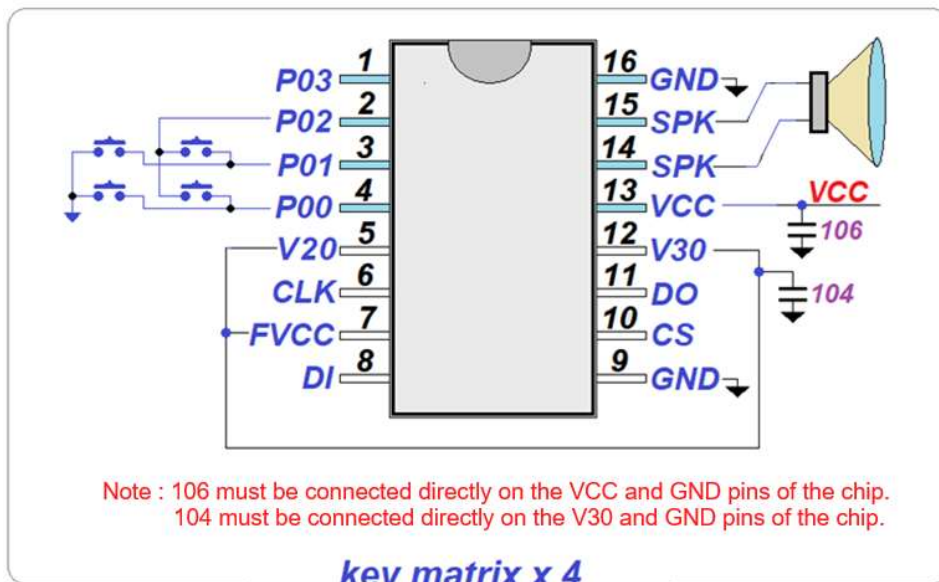 1
P03
16
GND
2
P02
15
SPK
3
P01
14
SPK
4
P00
13
VCC
VCC
106
5
V20
12
V30
6
CLK
11
DO
104
7
FVCC
10
CS
8
DI
9
GND
Note : 106 must be connected directly on the VCC and GND pins of the chip.
104 must be connected directly on the V30 and GND pins of the chip.
key matrix x 4